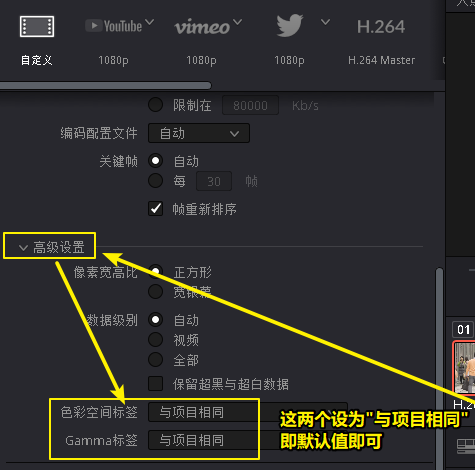 YouTube
vimeo
H.264
自定义
1080p
1080p
1080p
H.264 Master
限制在 80000 Kb/s
编码配置文件 自动
关键帧 自动
每 30 帧
帧重新排序
高级设置
像素宽高比 正方形
宽银幕
数据级别 自动
视频
全部
保留超黑与超白数据
色彩空间标签 与项目相同
Gamma标签 与项目相同
这两个设为"与项目相同"
即默认值即可
01